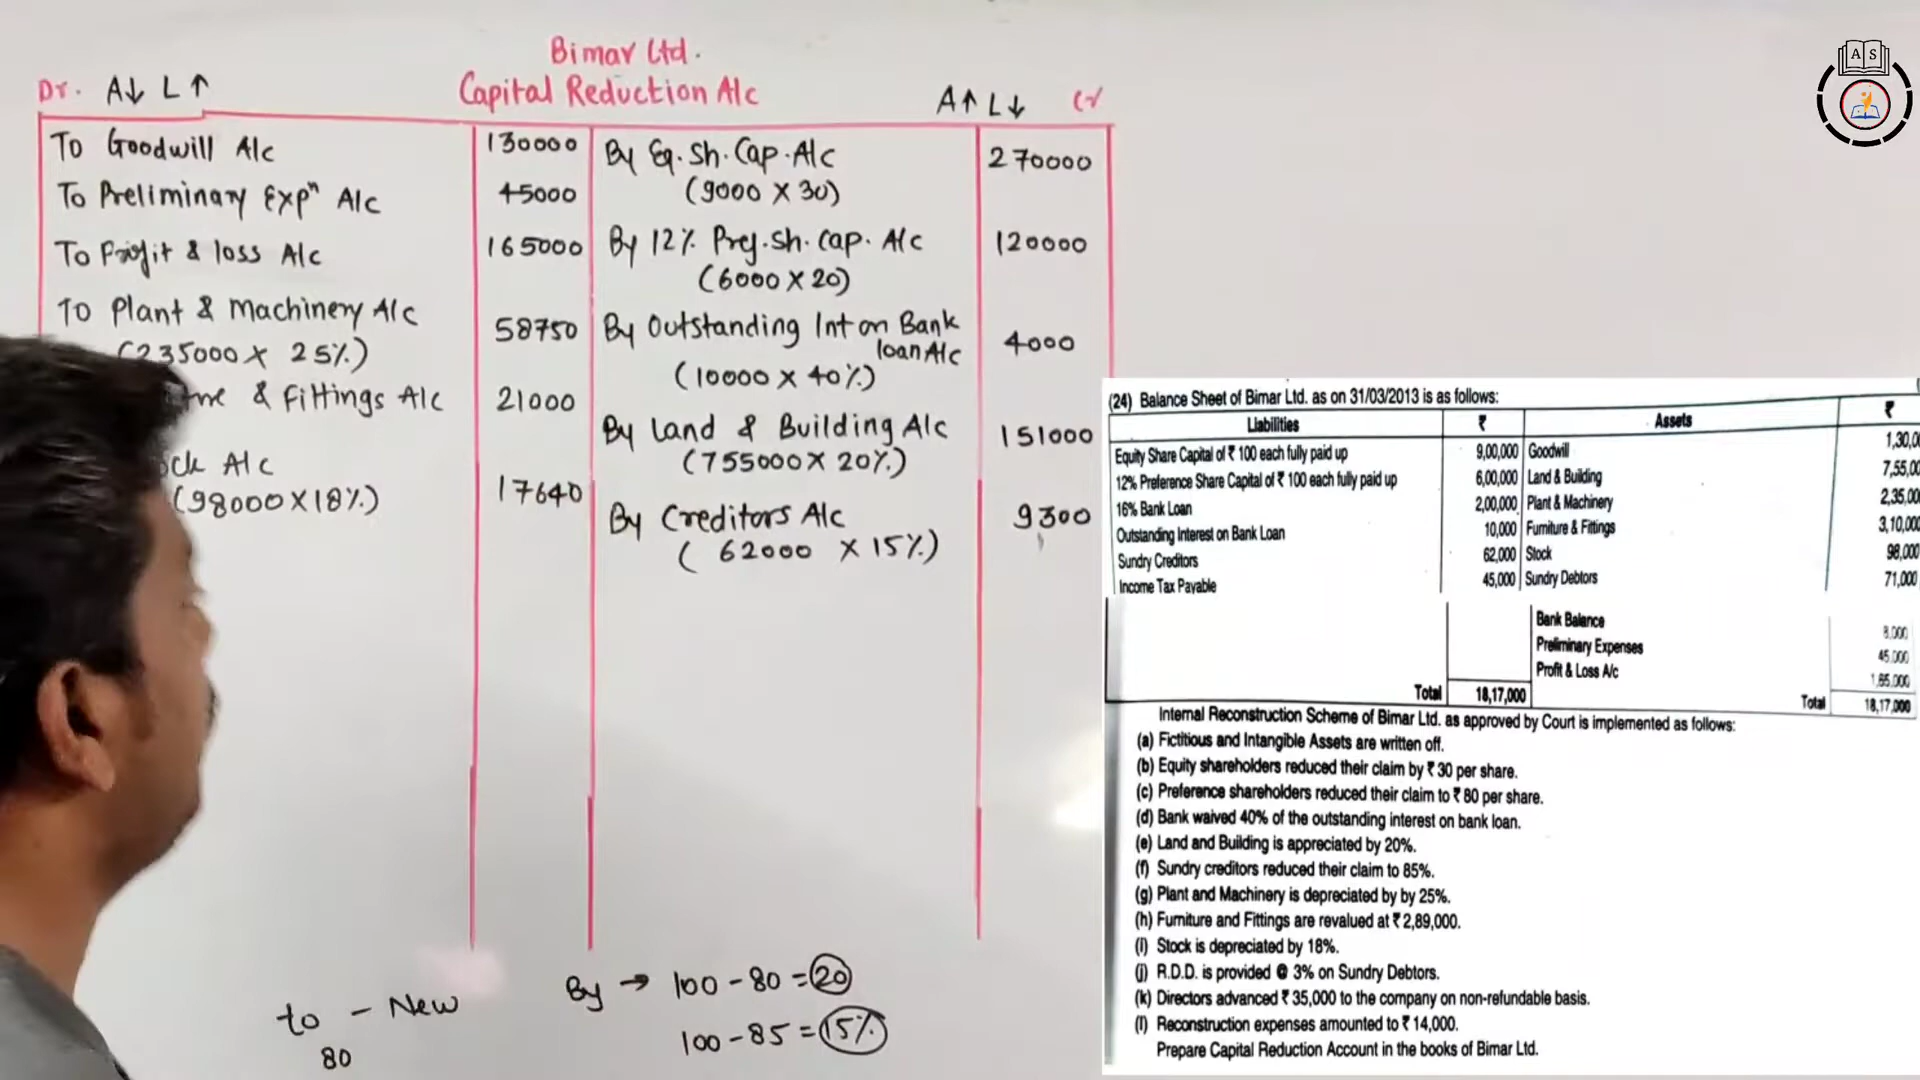 Bimar Ltd.
Capital Reduction A/c
Dr. A↓ L↑
A↑ L↓ Cr
To Goodwill A/c 130000
To Preliminary Expⁿ A/c 45000
To Profit & loss A/c 165000
To Plant & Machinery A/c
(235000 X 25%) 58750
& Fittings A/c 21000
A/c
(98000 X 18%) 17640
By Eq. Sh. Cap. A/c 270000
(9000 X 30)
By 12% Pref. Sh. Cap. A/c 120000
(6000 X 20)
By Outstanding Int on Bank
loan A/c 4000
(10000 X 40%)
By Land & Building A/c 151000
(755000 X 20%)
By Creditors A/c 9300
( 62000 X 15%)
to - New
80
By → 100 - 80 = 20
100 - 85 = 15%
A S
(24) Balance Sheet of Bimar Ltd. as on 31/03/2013 is as follows:
Liabilities ₹ Assets ₹
Equity Share Capital of ₹ 100 each fully paid up 9,00,000 Goodwill 1,30,0
12% Preference Share Capital of ₹ 100 each fully paid up 6,00,000 Land & Building 7,55,00
16% Bank Loan 2,00,000 Plant & Machinery 2,35,00
Outstanding Interest on Bank Loan 10,000 Furniture & Fittings 3,10,000
Sundry Creditors 62,000 Stock 98,000
Income Tax Payable 45,000 Sundry Debtors 71,000
Bank Balance 8,000
Preliminary Expenses 45,000
Profit & Loss A/c 1,65,000
Total 18,17,000 Total 18,17,000
Internal Reconstruction Scheme of Bimar Ltd. as approved by Court is implemented as follows:
(a) Fictitious and Intangible Assets are written off.
(b) Equity shareholders reduced their claim by ₹ 30 per share.
(c) Preference shareholders reduced their claim to ₹ 80 per share.
(d) Bank waived 40% of the outstanding interest on bank loan.
(e) Land and Building is appreciated by 20%.
(f) Sundry creditors reduced their claim to 85%.
(g) Plant and Machinery is depreciated by by 25%.
(h) Furniture and Fittings are revalued at ₹ 2,89,000.
(i) Stock is depreciated by 18%.
(j) R.D.D. is provided @ 3% on Sundry Debtors.
(k) Directors advanced ₹ 35,000 to the company on non-refundable basis.
(l) Reconstruction expenses amounted to ₹ 14,000.
Prepare Capital Reduction Account in the books of Bimar Ltd.